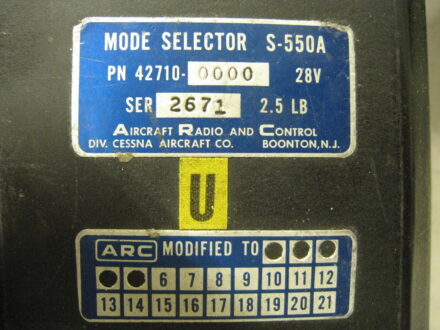 MODE SELECTOR S-550A
PN 42710-0000 28V
SER 2671 2.5 LB
AIRCRAFT RADIO AND CONTROL
DIV. CESSNA AIRCRAFT CO. BOONTON, N.J.
U
ARC MODIFIED TO
6 7 8 9 10 11 12
13 14 15 16 17 18 19 20 21